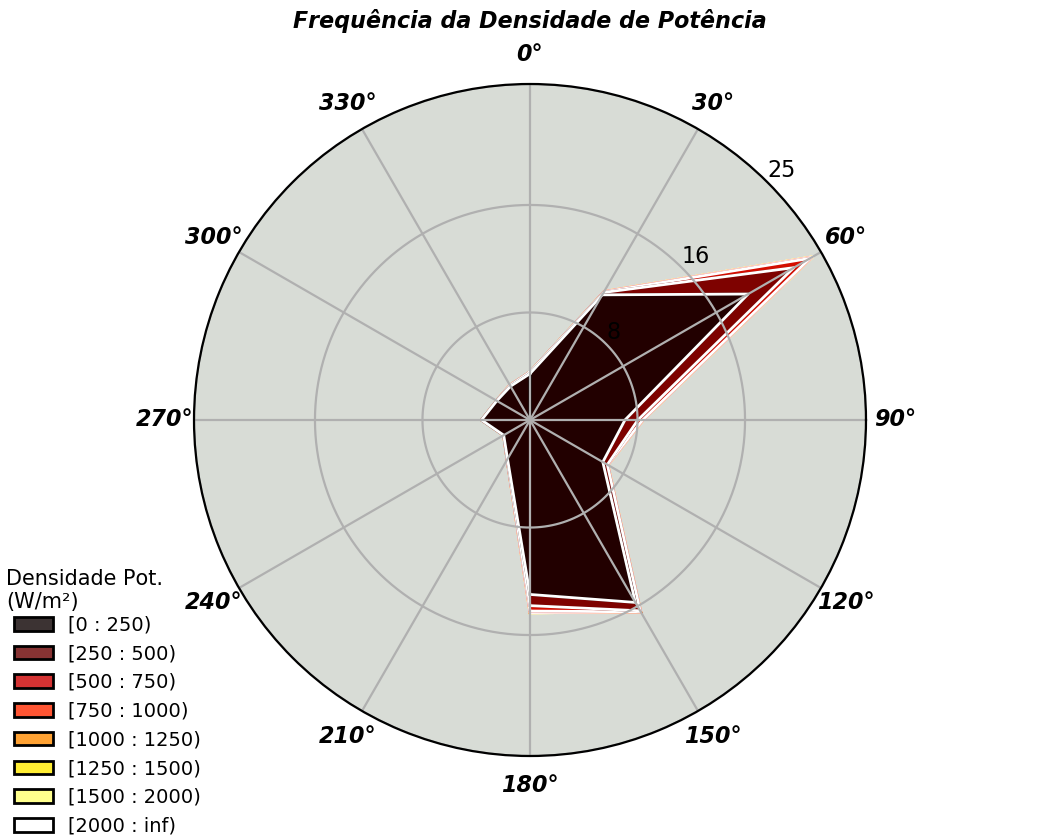 Frequência da Densidade de Potência
0°
330°
30°
25
300°
60°
16
8
270°
90°
240°
120°
210°
150°
180°
Densidade Pot.
(W/m²)
[0 : 250)
[250 : 500)
[500 : 750)
[750 : 1000)
[1000 : 1250)
[1250 : 1500)
[1500 : 2000)
[2000 : inf)